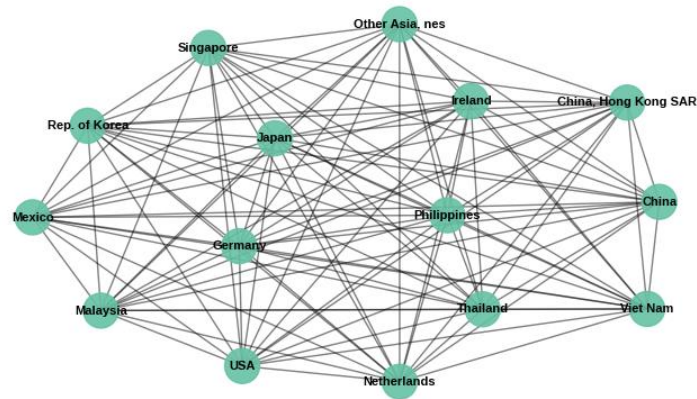 Other Asia, nes
Singapore
Ireland
China, Hong Kong SAR
Rep. of Korea
Japan
China
Mexico
Philippines
Germany
Malaysia
Thailand
Viet Nam
USA
Netherlands